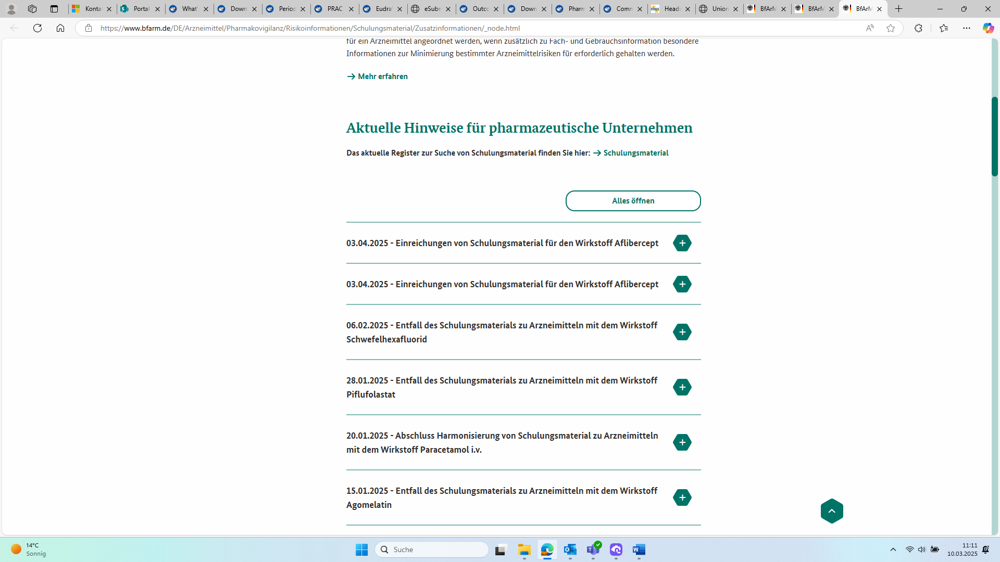 Konta
Portal
What'
Down
Period
PRAC
Eudra
eSubr
Outco
Down
Pharm
Comm
HMA
Heads
Union
BfArM
BfArM
BfArM
https://www.bfarm.de/DE/Arzneimittel/Pharmakovigilanz/Risikoinformationen/Schulungsmaterial/Zusatzinformationen/_node.html
für ein Arzneimittel angeordnet werden, wenn zusätzlich zu Fach- und Gebrauchsinformation besondere
Informationen zur Minimierung bestimmter Arzneimittelrisiken für erforderlich gehalten werden.
Mehr erfahren
Aktuelle Hinweise für pharmazeutische Unternehmen
Das aktuelle Register zur Suche von Schulungsmaterial finden Sie hier: → Schulungsmaterial
Alles öffnen
03.04.2025 - Einreichungen von Schulungsmaterial für den Wirkstoff Aflibercept
03.04.2025 - Einreichungen von Schulungsmaterial für den Wirkstoff Aflibercept
06.02.2025 - Entfall des Schulungsmaterials zu Arzneimitteln mit dem Wirkstoff
Schwefelhexafluorid
28.01.2025 - Entfall des Schulungsmaterials zu Arzneimitteln mit dem Wirkstoff
Piflufolastat
20.01.2025 - Abschluss Harmonisierung von Schulungsmaterial zu Arzneimitteln
mit dem Wirkstoff Paracetamol i.v.
15.01.2025 - Entfall des Schulungsmaterials zu Arzneimitteln mit dem Wirkstoff
Agomelatin
14°C
Sonnig
Suche
11:11
10.03.2025